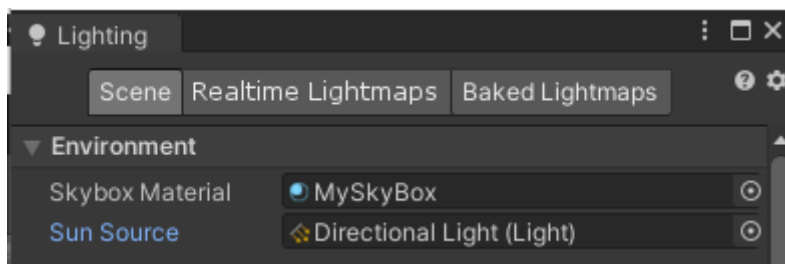 Lighting
Scene Realtime Lightmaps Baked Lightmaps
Environment
Skybox Material MySkyBox
Sun Source Directional Light (Light)